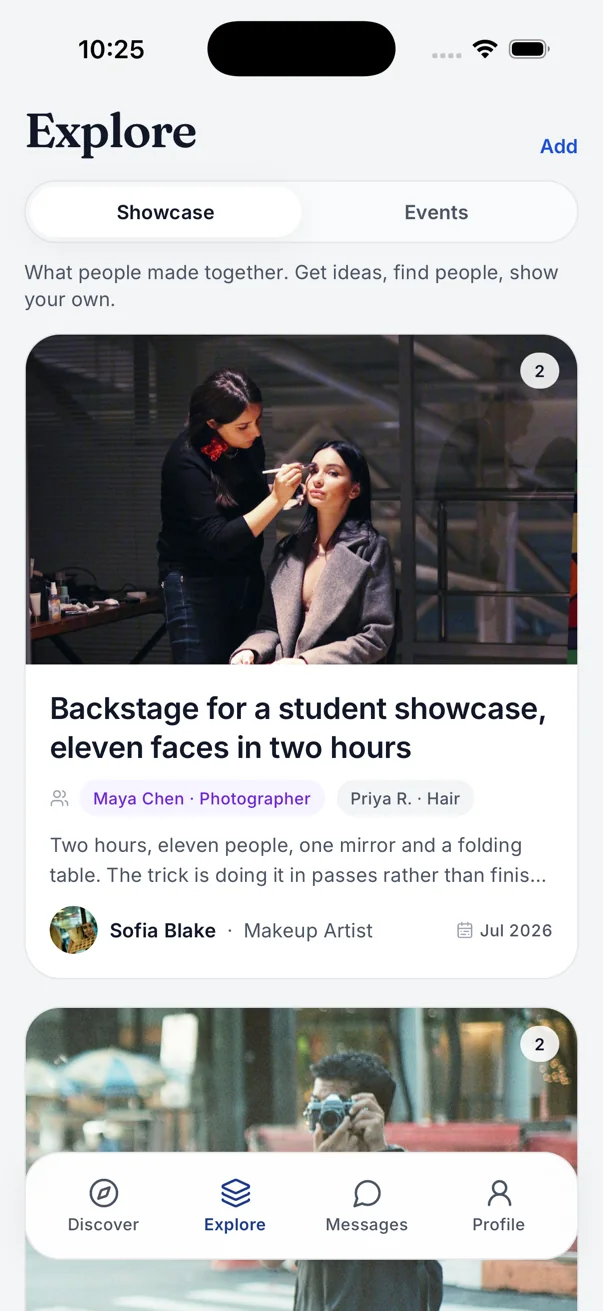 10:25
Explore
Add
Showcase
Events
What people made together. Get ideas, find people, show
your own.
2
Backstage for a student showcase,
eleven faces in two hours
Maya Chen · Photographer
Priya R. · Hair
Two hours, eleven people, one mirror and a folding
table. The trick is doing it in passes rather than finis...
Sofia Blake · Makeup Artist
Jul 2026
2
Discover
Explore
Messages
Profile